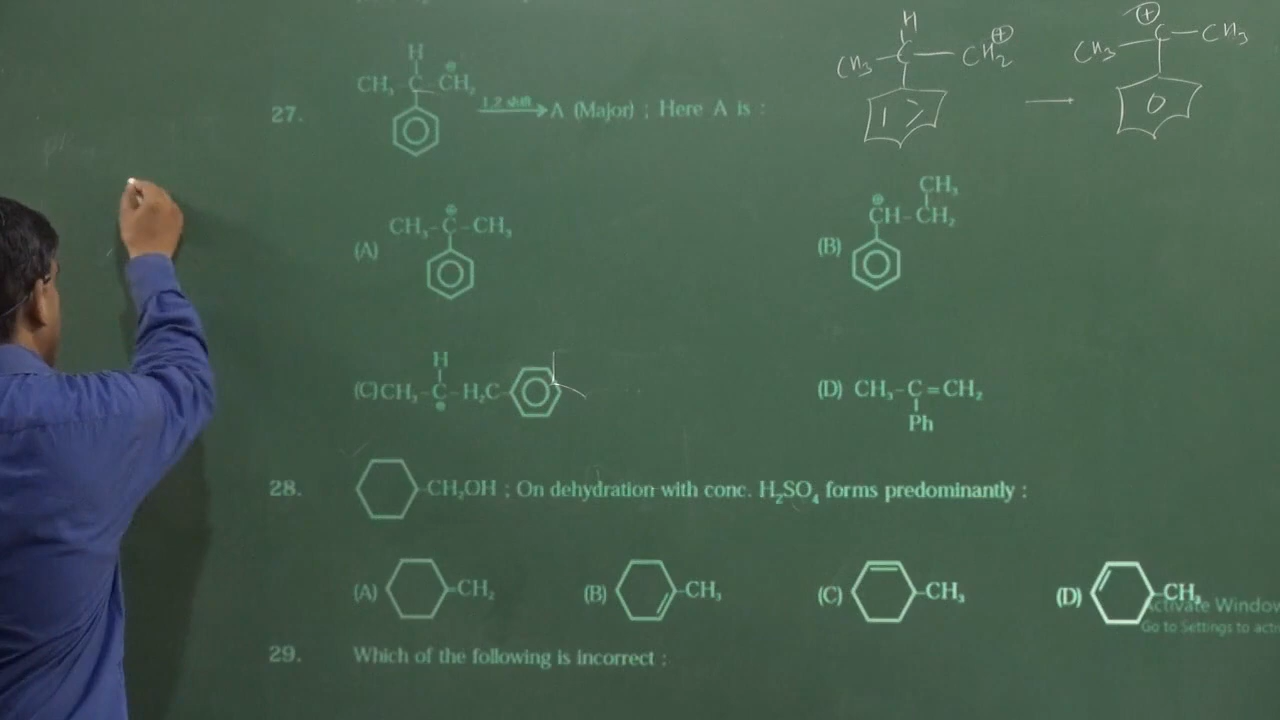 H
CH₃ - C - CH₂⊕
27. 1,2 shift A (Major) ; Here A is :
H
CH₃ - C - CH₂⊕
⊕
CH₃ - C - CH₃
⊕
(A) CH₃ - C - CH₃
CH₃
⊕
(B) CH - CH₂
H
(C) CH₃ - C - H₂C
⊕
(D) CH₃ - C = CH₂
Ph
28. CH₂OH ; On dehydration with conc. H₂SO₄ forms predominantly :
(A) =CH₂ (B) -CH₃ (C) -CH₃ (D) -CH₃
Activate Window
Go to Settings to acti
29. Which of the following is incorrect :